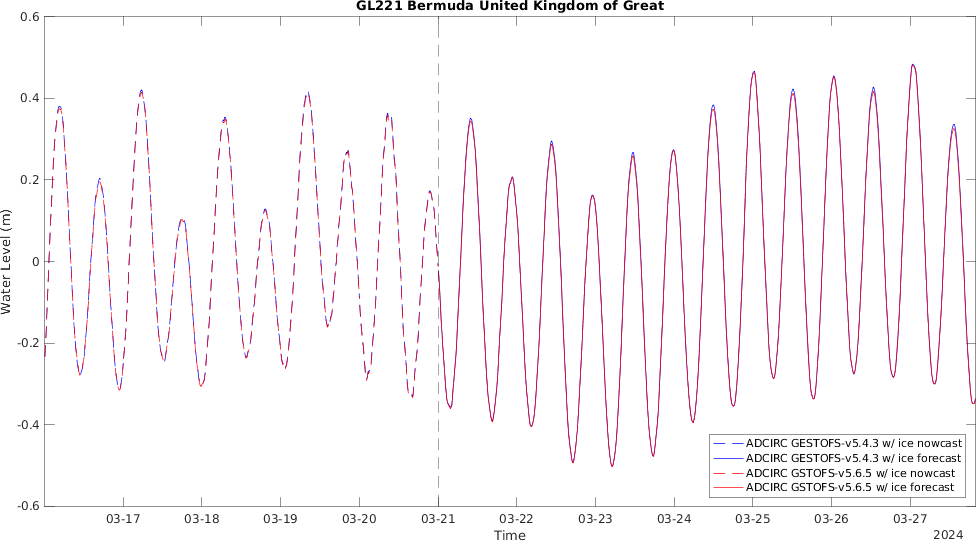 GL221 Bermuda United Kingdom of Great
0.6
0.4
0.2
0
-0.2
-0.4
-0.6
Water Level (m)
ADCIRC GESTOFS-v5.4.3 w/ ice nowcast
ADCIRC GESTOFS-v5.4.3 w/ ice forecast
ADCIRC GSTOFS-v5.6.5 w/ ice nowcast
ADCIRC GSTOFS-v5.6.5 w/ ice forecast
03-17 03-18 03-19 03-20 03-21 03-22 03-23 03-24 03-25 03-26 03-27
Time
2024